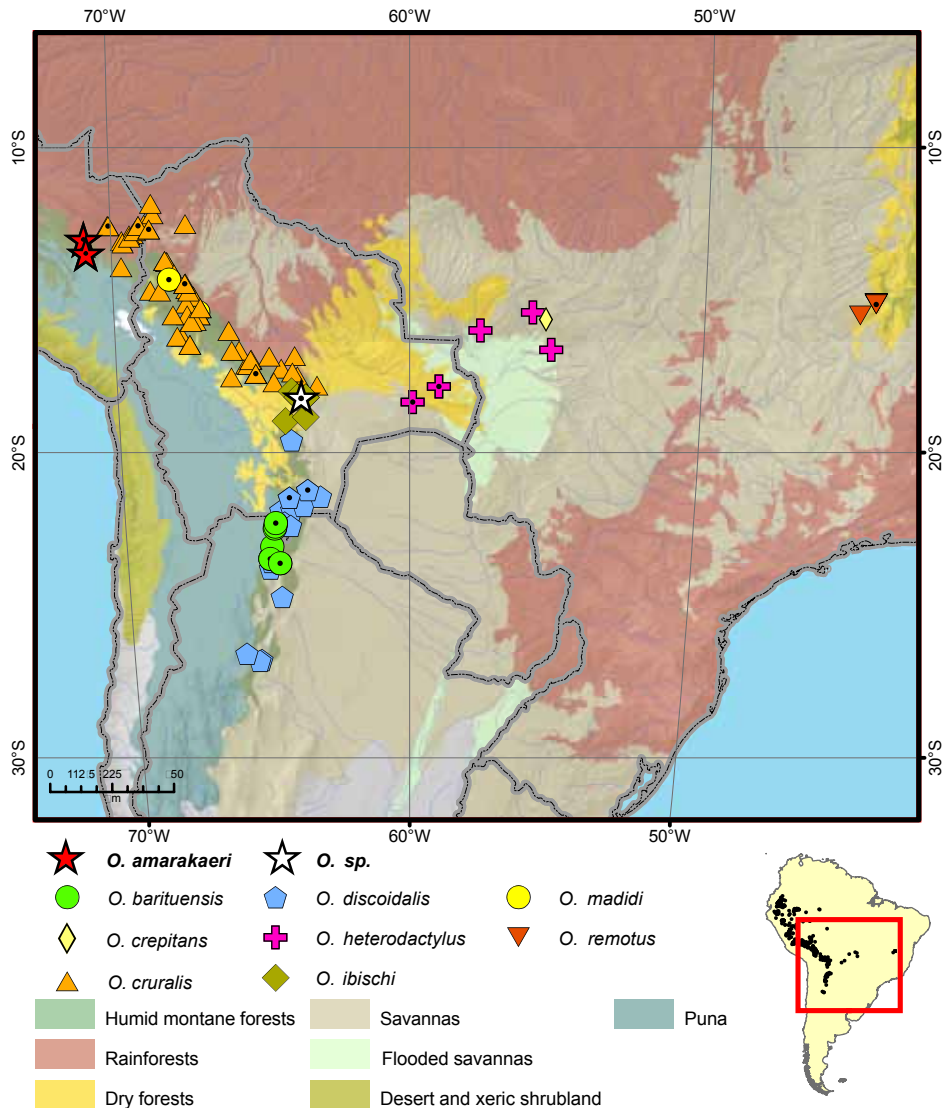 70°W 60°W 50°W
10°S 10°S
20°S 20°S
30°S 30°S
0 112.5 225 50
m
70°W 60°W 50°W
O. amarakaeri O. sp.
O. barituensis O. discoidalis O. madidi
O. crepitans O. heterodactylus O. remotus
O. cruralis O. ibischi
Humid montane forests Savannas Puna
Rainforests Flooded savannas
Dry forests Desert and xeric shrubland